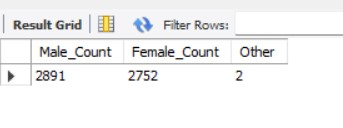 Result Grid Filter Rows:
Male_Count Female_Count Other
2891 2752 2